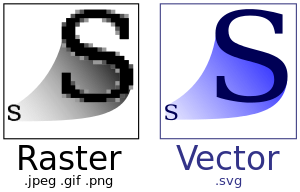 S
s
Raster
.jpeg .gif .png
S
s
Vector
.svg